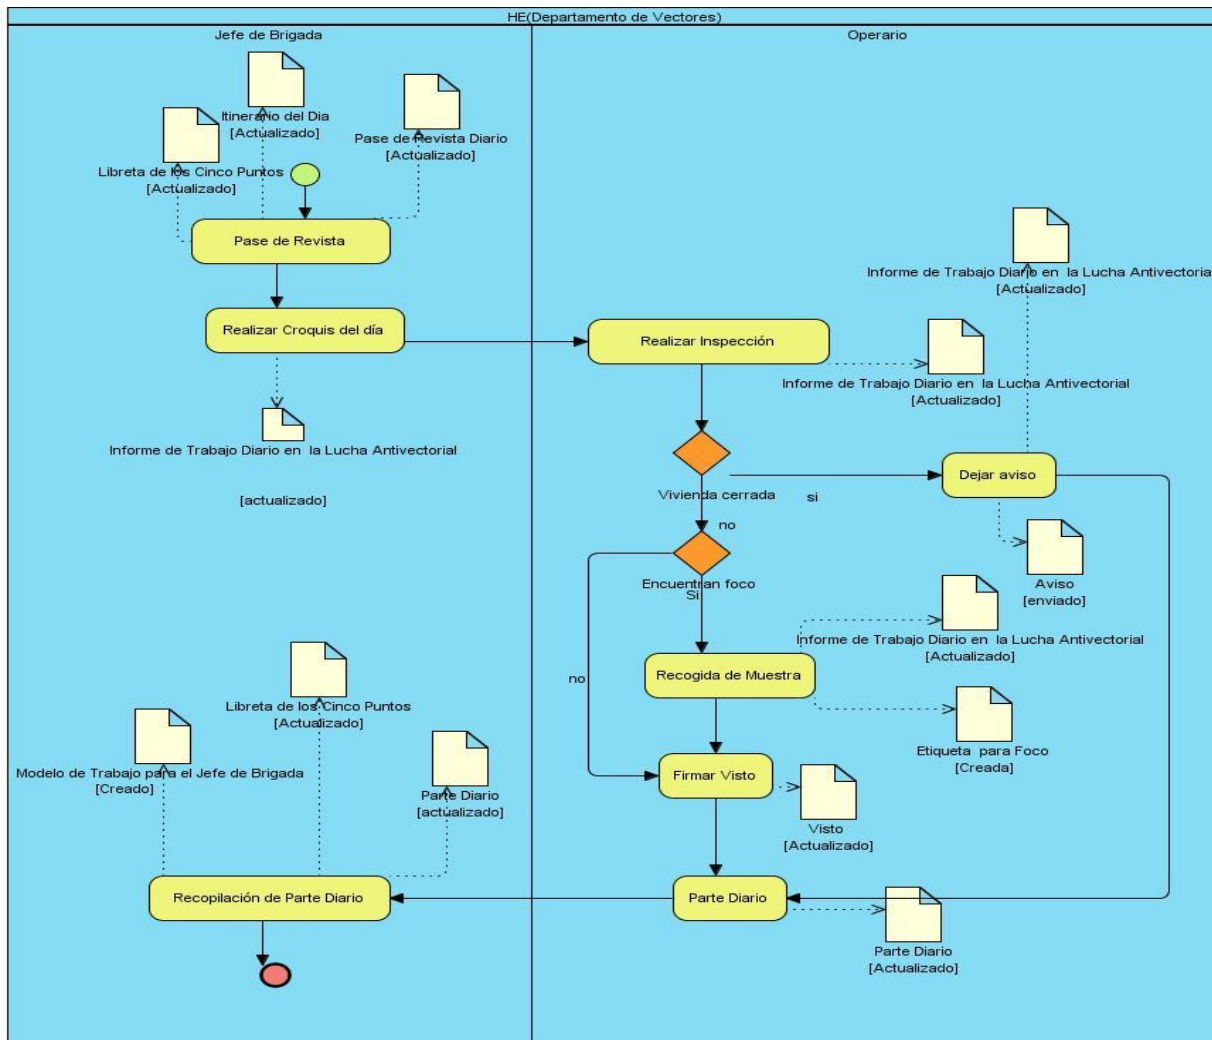 HE(Departamento de Vectores)
Jefe de Brigada
Operario
Itinerario del Dia
[Actualizado]
Pase de Revista Diario
[Actualizado]
Libreta de los Cinco Puntos
[Actualizado]
Pase de Revista
Informe de Trabajo Diario en la Lucha Antivectorial
[Actualizado]
Realizar Croquis del día
Realizar Inspección
Informe de Trabajo Diario en la Lucha Antivectorial
[Actualizado]
Informe de Trabajo Diario en la Lucha Antivectorial
[actualizado]
Dejar aviso
Vivienda cerrada
si
no
Encuentran foco
Si
Aviso
[enviado]
Informe de Trabajo Diario en la Lucha Antivectorial
[Actualizado]
no
Recogida de Muestra
Etiqueta para Foco
[Creada]
Libreta de los Cinco Puntos
[Actualizado]
Modelo de Trabajo para el Jefe de Brigada
[Creado]
Parte Diario
[actualizado]
Firmar Visto
Visto
[Actualizado]
Recopilación de Parte Diario
Parte Diario
Parte Diario
[Actualizado]